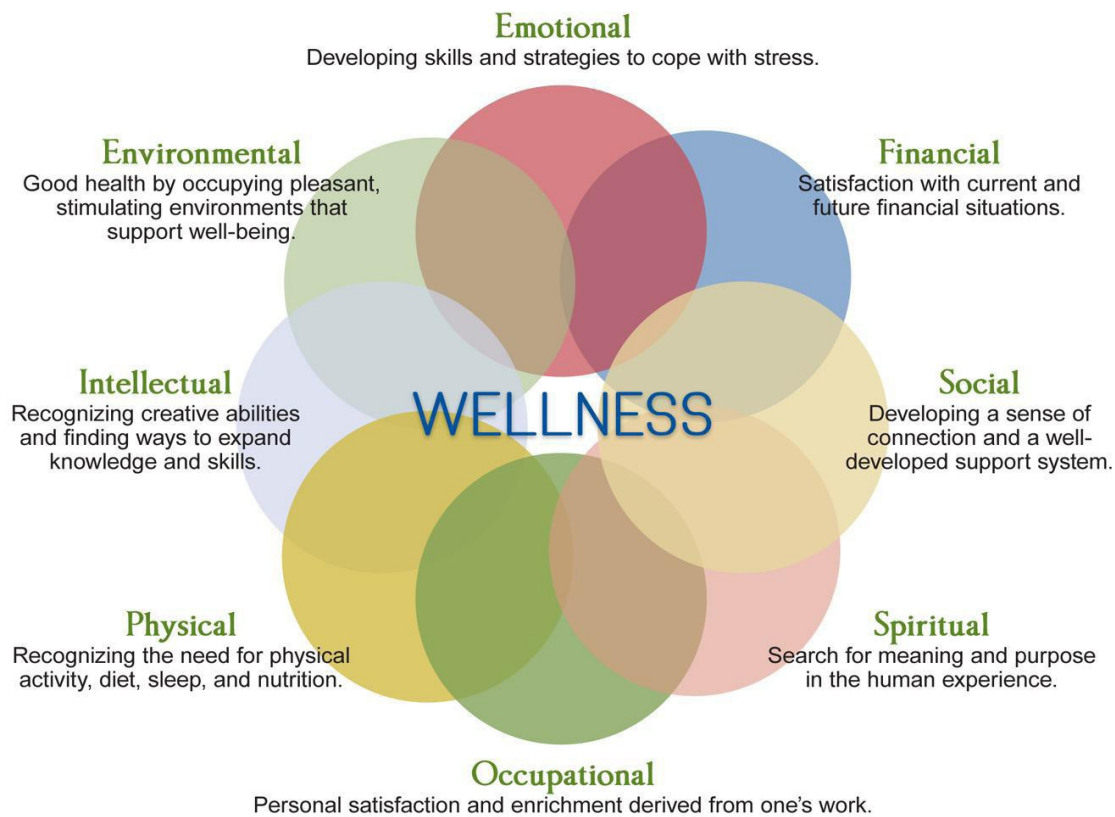 Emotional
Developing skills and strategies to cope with stress.
Environmental
Good health by occupying pleasant,
stimulating environments that
support well-being.
Financial
Satisfaction with current and
future financial situations.
Intellectual
Recognizing creative abilities
and finding ways to expand
knowledge and skills.
WELLNESS
Social
Developing a sense of
connection and a well-
developed support system.
Physical
Recognizing the need for physical
activity, diet, sleep, and nutrition.
Spiritual
Search for meaning and purpose
in the human experience.
Occupational
Personal satisfaction and enrichment derived from one’s work.